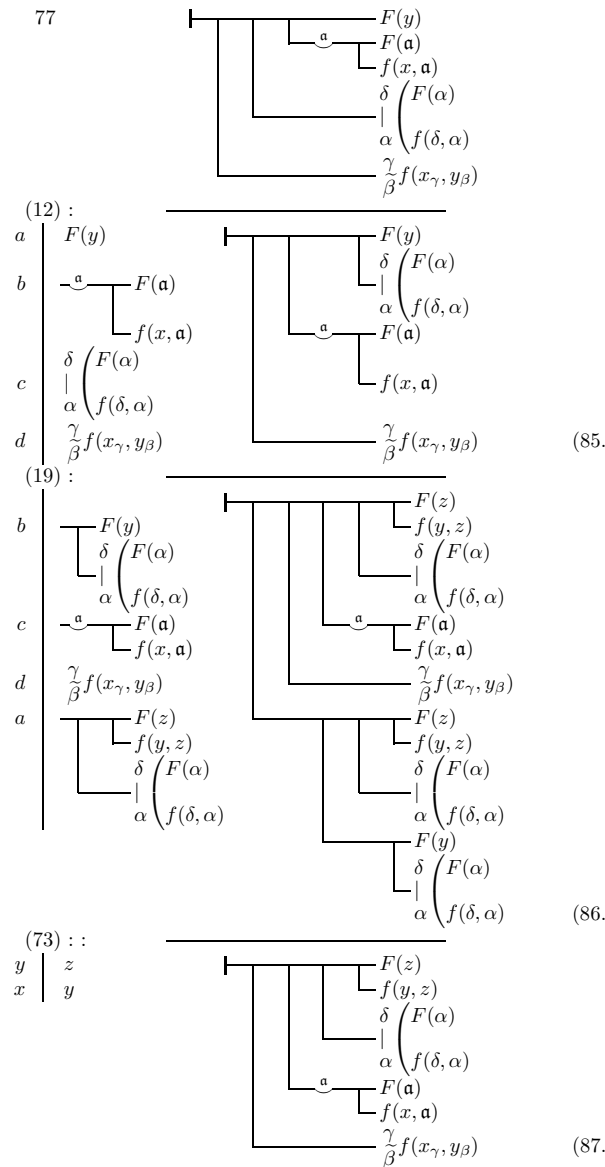 77 F(y)
F(𝔞)
𝔞
f(x, 𝔞)
δ F(α)
| (
α f(δ, α)
γ
β f(x_γ, y_β)
(12) :
a F(y) F(y)
δ F(α)
| (
α f(δ, α)
b 𝔞 F(𝔞) 𝔞 F(𝔞)
f(x, 𝔞)
c δ F(α) f(x, 𝔞)
| (
α f(δ, α)
d γ
β f(x_γ, y_β) γ
β f(x_γ, y_β) (85.
(19) :
F(z)
b F(y) f(y, z)
δ F(α) δ F(α)
| ( | (
α f(δ, α) α f(δ, α)
c 𝔞 F(𝔞) 𝔞 F(𝔞)
f(x, 𝔞) f(x, 𝔞)
d γ
β f(x_γ, y_β) γ
β f(x_γ, y_β)
a F(z) F(z)
f(y, z) f(y, z)
δ F(α) δ F(α)
| ( | (
α f(δ, α) α f(δ, α)
F(y)
δ F(α)
| (
α f(δ, α) (86.
(73) : :
y z F(z)
x y f(y, z)
δ F(α)
| (
α f(δ, α)
𝔞 F(𝔞)
f(x, 𝔞)
γ
β f(x_γ, y_β) (87.